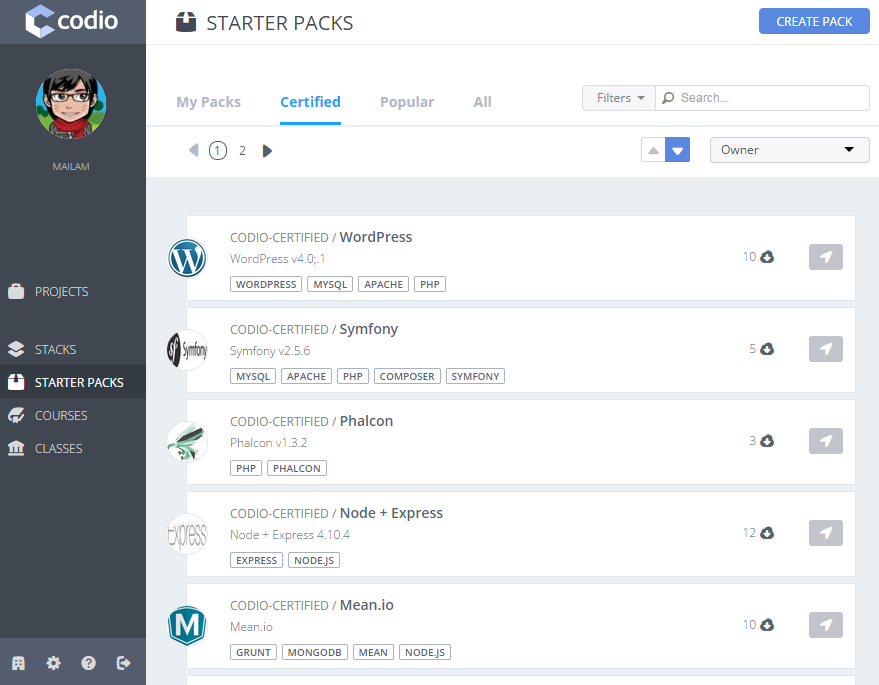 codio
STARTER PACKS
CREATE PACK
MAILAM
PROJECTS
STACKS
STARTER PACKS
COURSES
CLASSES
My Packs
Certified
Popular
All
Filters
Search...
1
2
Owner
CODIO-CERTIFIED / WordPress
WordPress v4.0;.1
WORDPRESS
MYSQL
APACHE
PHP
10
CODIO-CERTIFIED / Symfony
Symfony v2.5.6
MYSQL
APACHE
PHP
COMPOSER
SYMFONY
5
sf Symfony
CODIO-CERTIFIED / Phalcon
Phalcon v1.3.2
PHP
PHALCON
3
CODIO-CERTIFIED / Node + Express
Node + Express 4.10.4
EXPRESS
NODE.JS
12
Express
CODIO-CERTIFIED / Mean.io
Mean.io
GRUNT
MONGODB
MEAN
NODE.JS
10
M
W